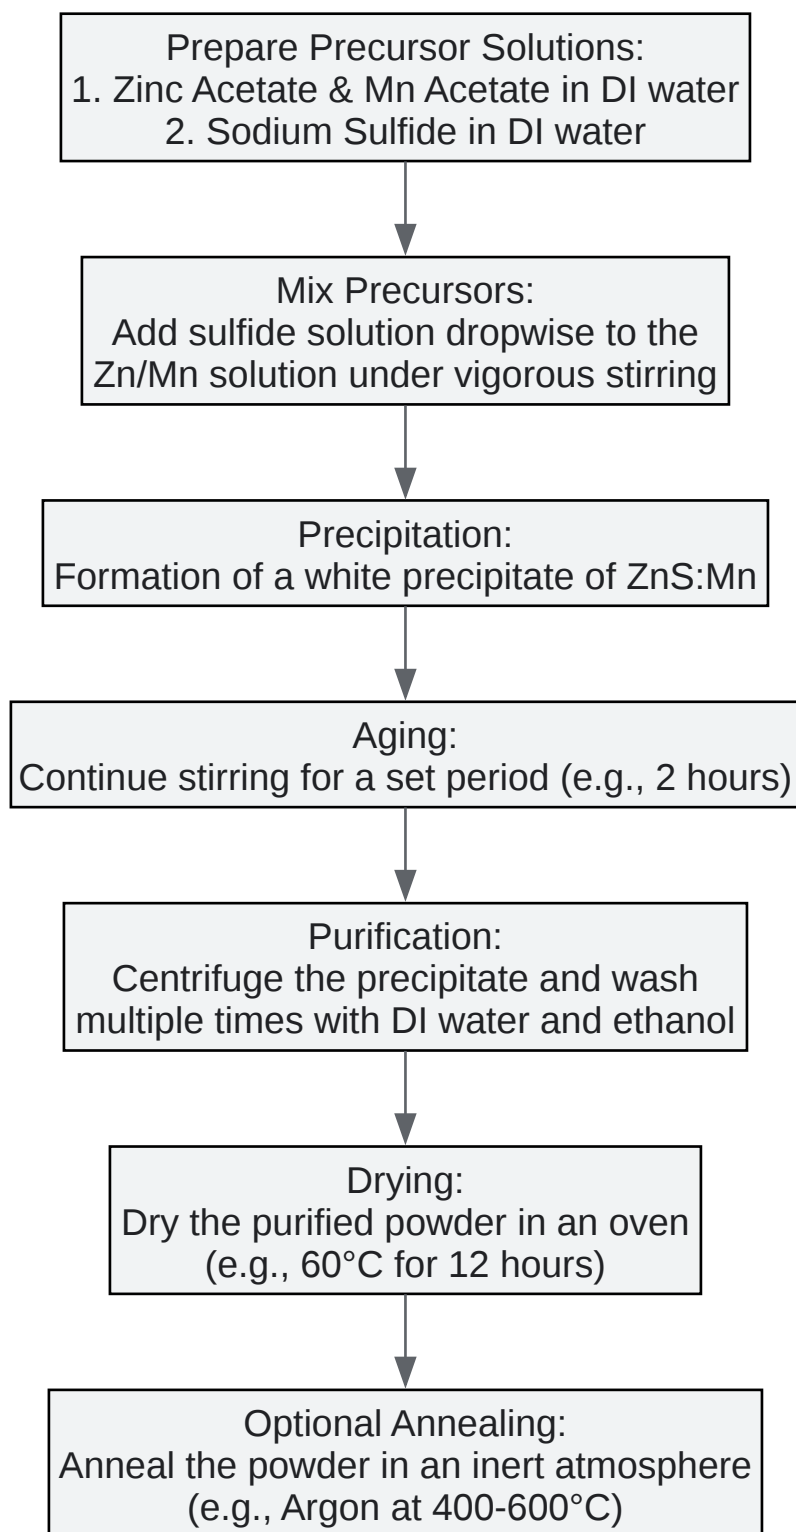 Prepare Precursor Solutions:
1. Zinc Acetate & Mn Acetate in DI water
2. Sodium Sulfide in DI water
Mix Precursors:
Add sulfide solution dropwise to the
Zn/Mn solution under vigorous stirring
Precipitation:
Formation of a white precipitate of ZnS:Mn
Aging:
Continue stirring for a set period (e.g., 2 hours)
Purification:
Centrifuge the precipitate and wash
multiple times with DI water and ethanol
Drying:
Dry the purified powder in an oven
(e.g., 60°C for 12 hours)
Optional Annealing:
Anneal the powder in an inert atmosphere
(e.g., Argon at 400-600°C)